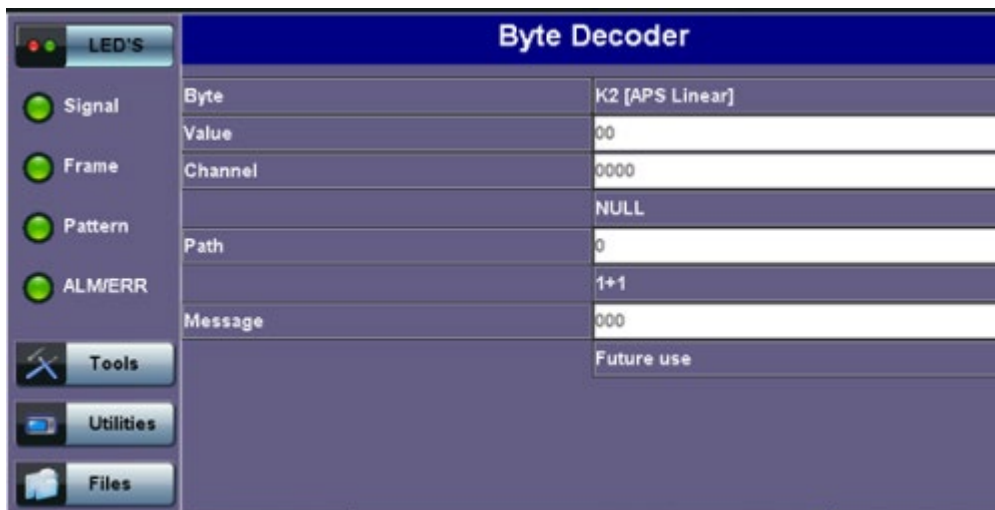 LED'S
Byte Decoder
Signal
Frame
Pattern
ALM/ERR
Tools
Utilities
Files
Byte K2 [APS Linear]
Value 00
Channel 0000
NULL
Path 0
1+1
Message 000
Future use